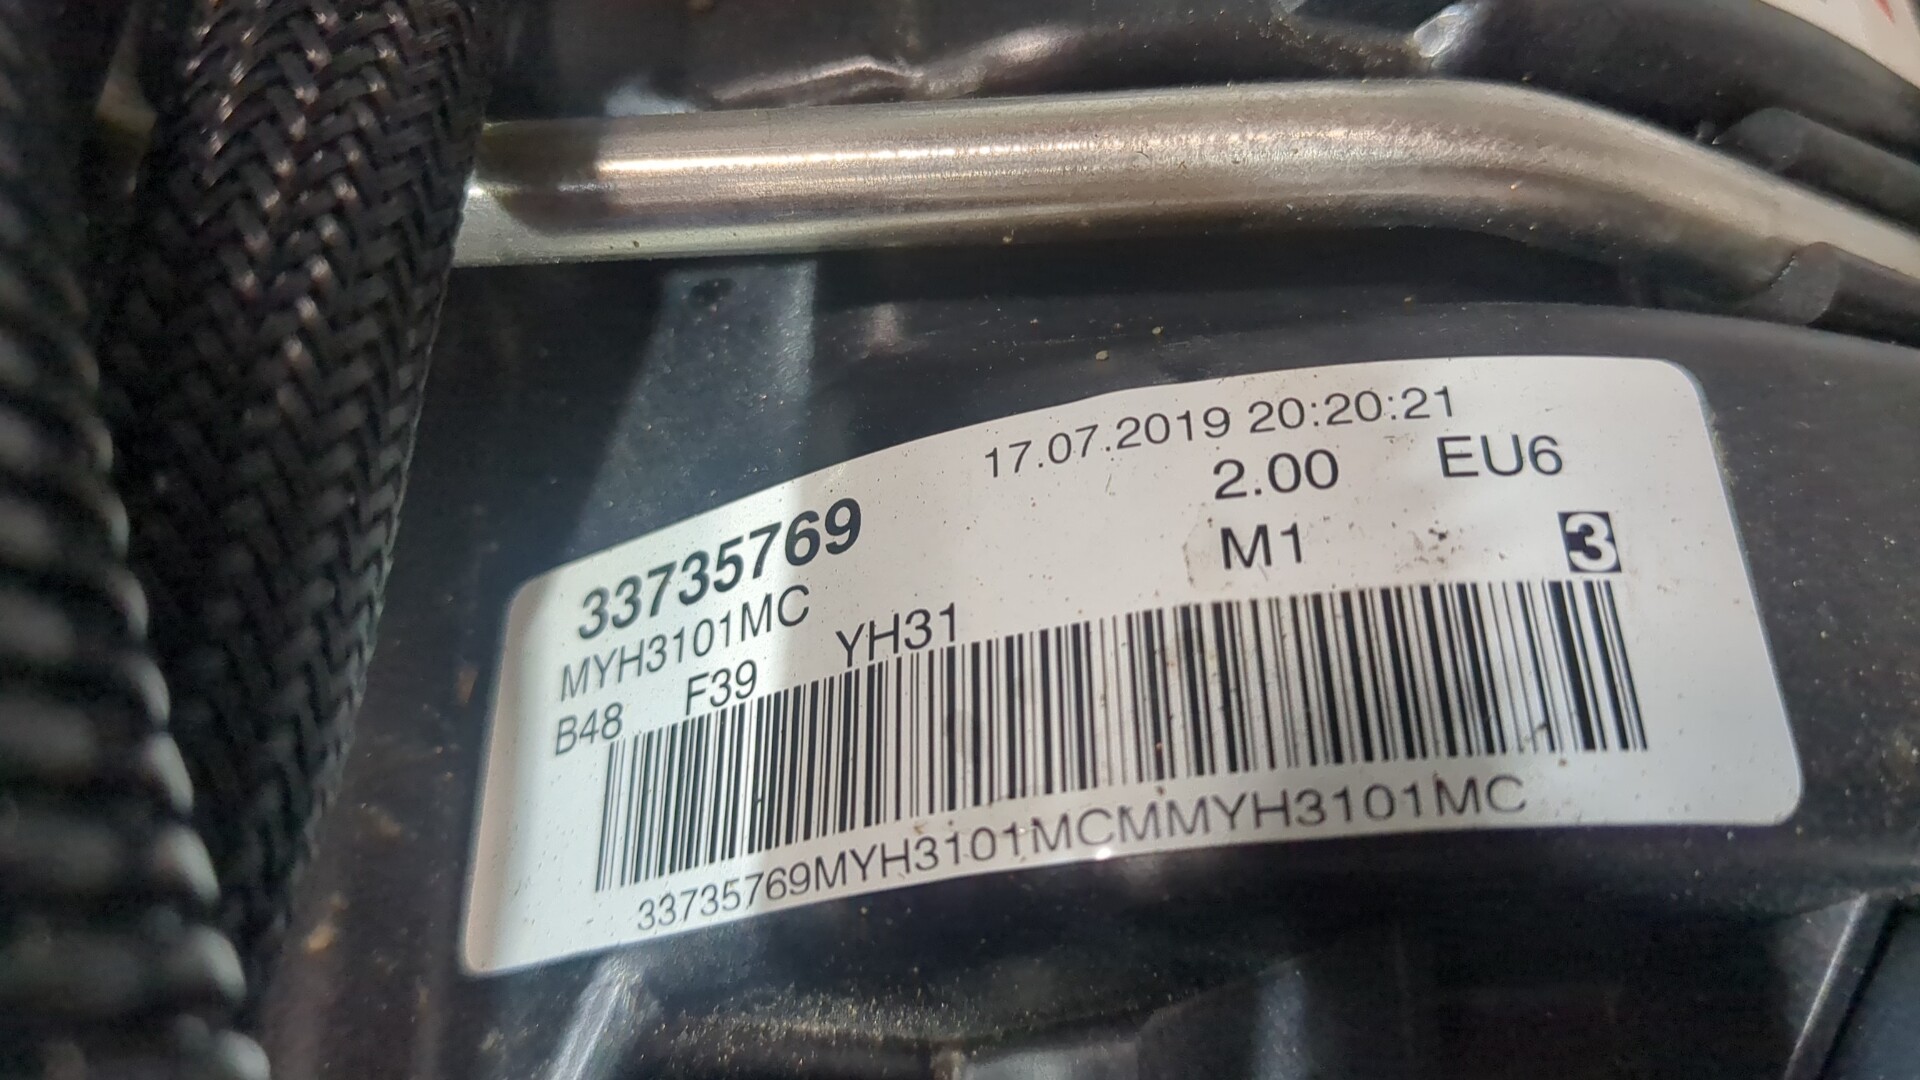 17.07.2019 20:20:21
33735769 2.00 EU6
MYH3101MC M1 3
B48 F39 YH31
33735769MYH3101MCMMYH3101MC